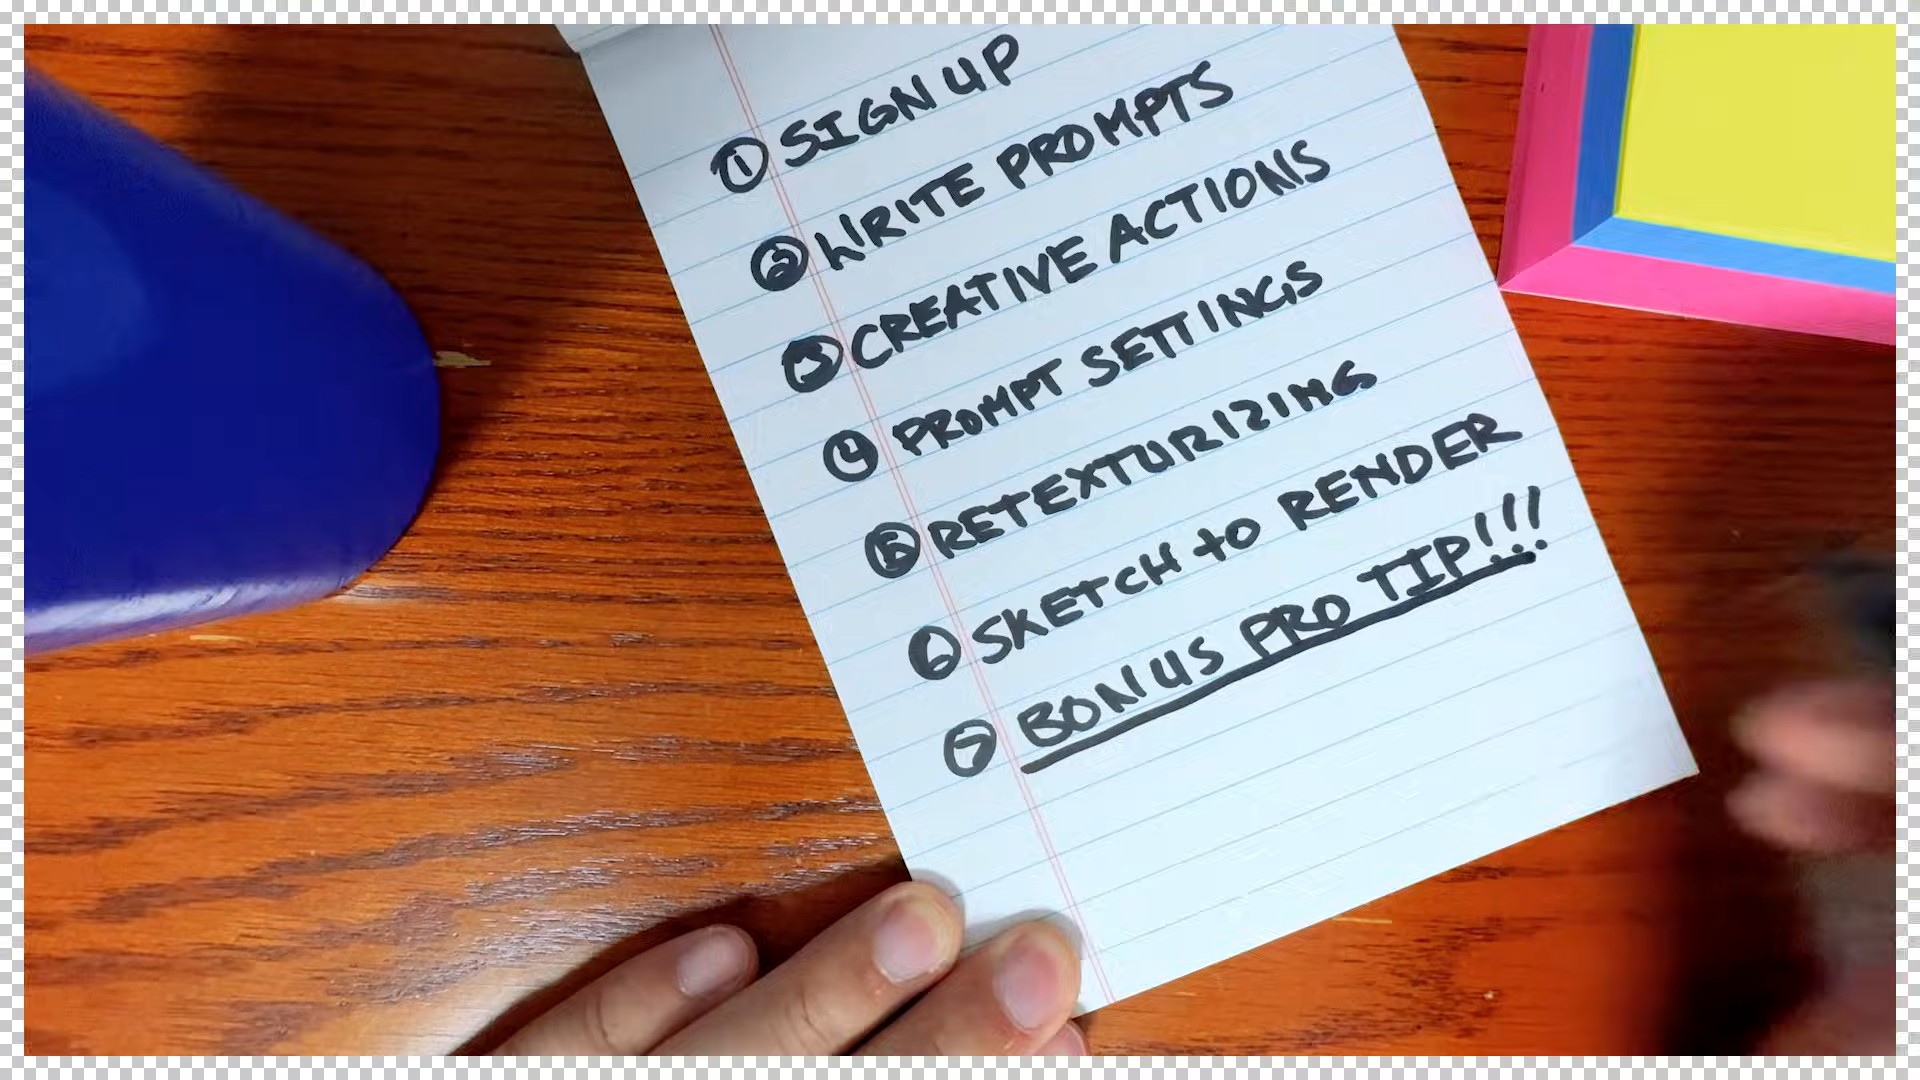 ① SIGN UP
② WRITE PROMPTS
③ CREATIVE ACTIONS
④ PROMPT SETTINGS
⑤ RETEXTURIZING
⑥ SKETCH to RENDER
⑦ BONUS PRO TIP!!!